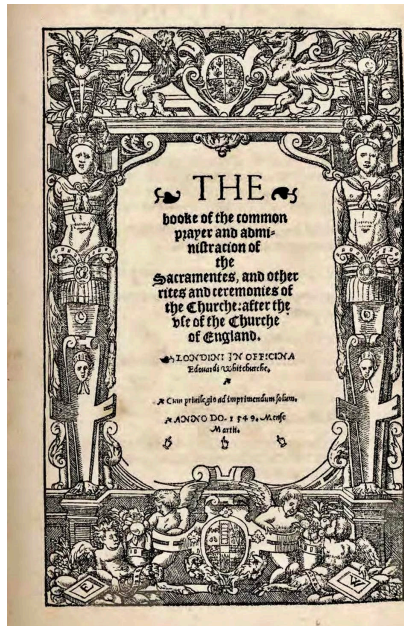 THE
booke of the common
prayer and admi-
nistracion of
the
Sacramentes, and other
rites and ceremonies of
the Churche: after the
vse of the Churche
of England.
LONDINI IN OFFICINA
Edouardi Whitchurche.
Cum priuilegio ad imprimendum solum.
ANNO DO. 1549. Mense
Martii.
E W